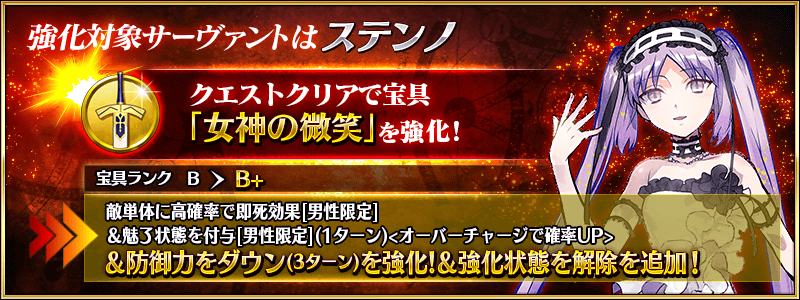 強化対象サーヴァントはステンノ
クエストクリアで宝具
「女神の微笑」を強化!
宝具ランク B > B+
敵単体に高確率で即死効果[男性限定]
&魅了状態を付与[男性限定](1ターン)<オーバーチャージで確率UP>
&防御力をダウン(3ターン)を強化!&強化状態を解除を追加!